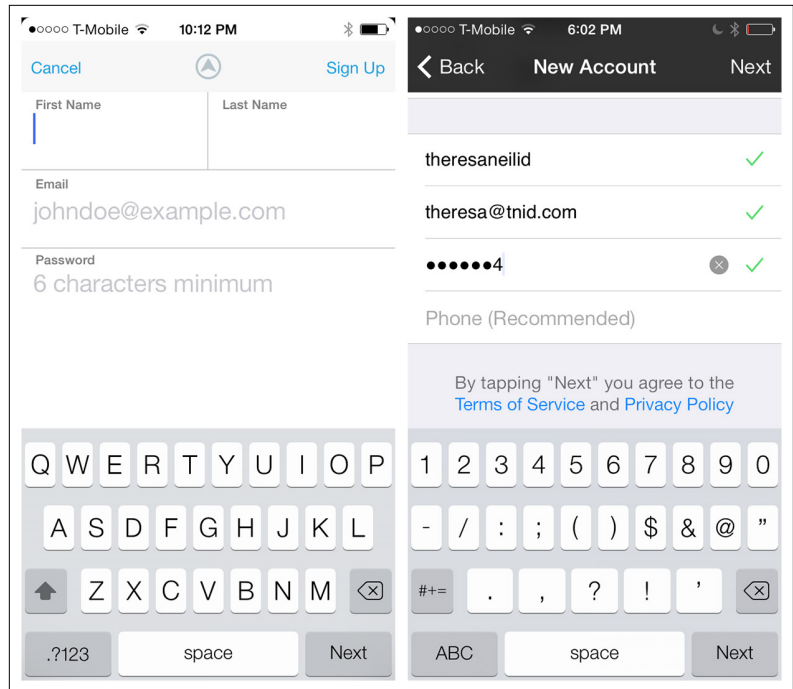 ●○○○○ T-Mobile 10:12 PM
Cancel Sign Up
First Name Last Name
Email
johndoe@example.com
Password
6 characters minimum
Q W E R T Y U I O P
A S D F G H J K L
Z X C V B N M
.?123 space Next
●○○○○ T-Mobile 6:02 PM
Back New Account Next
theresaneilid
theresa@tnid.com
●●●●●●4
Phone (Recommended)
By tapping "Next" you agree to the
Terms of Service and Privacy Policy
1 2 3 4 5 6 7 8 9 0
- / : ; ( ) $ & @ ”
#+= . , ? ! ’
ABC space Next